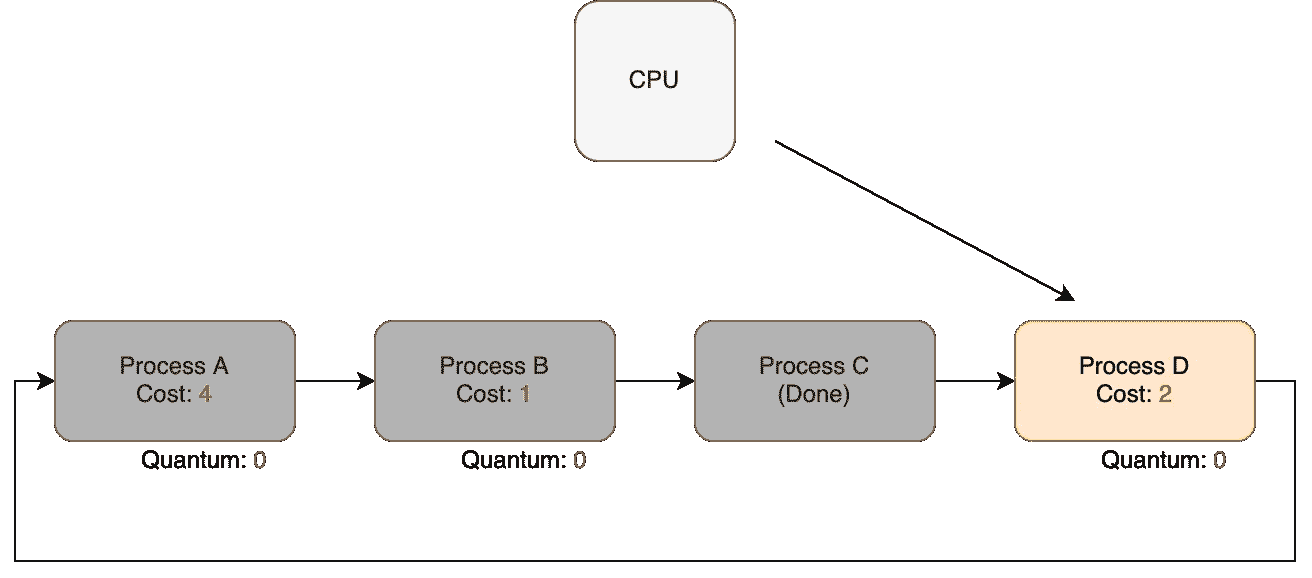 CPU
Process A
Cost: 4
Quantum: 0
Process B
Cost: 1
Quantum: 0
Process C
(Done)
Process D
Cost: 2
Quantum: 0